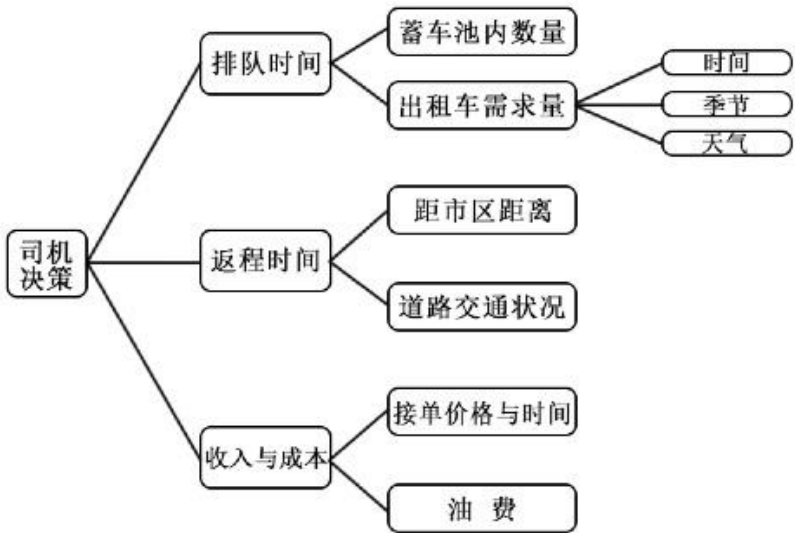 蓄车池内数量
排队时间
时间
出租车需求量
季节
天气
距市区距离
司机
决策
返程时间
道路交通状况
接单价格与时间
收入与成本
油 费